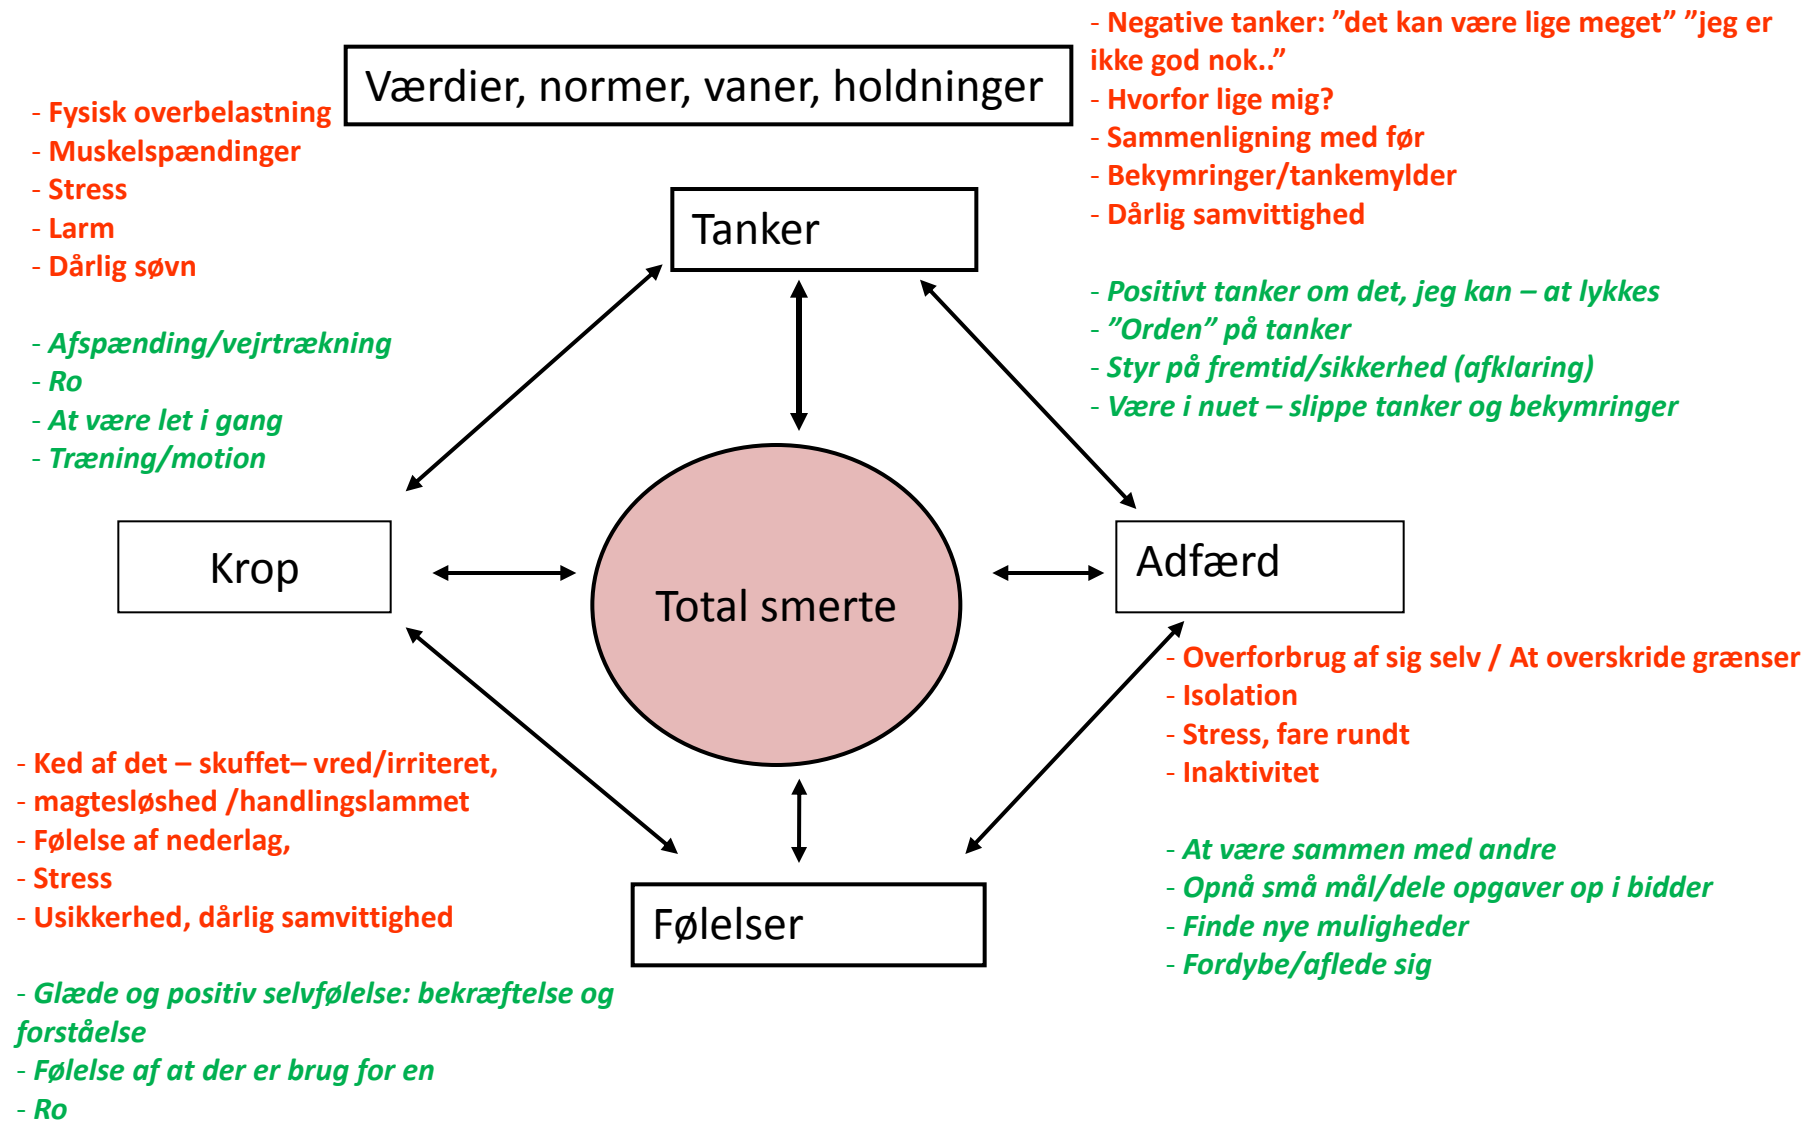 Værdier, normer, vaner, holdninger
- Fysisk overbelastning
- Muskelspændinger
- Stress
- Larm
- Dårlig søvn
- Afspænding/vejrtrækning
- Ro
- At være let i gang
- Træning/motion
- Negative tanker: ”det kan være lige meget” ”jeg er
ikke god nok..”
- Hvorfor lige mig?
- Sammenligning med før
- Bekymringer/tankemylder
- Dårlig samvittighed
- Positivt tanker om det, jeg kan – at lykkes
- ”Orden” på tanker
- Styr på fremtid/sikkerhed (afklaring)
- Være i nuet – slippe tanker og bekymringer
Tanker
Krop
Total smerte
Adfærd
- Overforbrug af sig selv / At overskride grænser
- Isolation
- Stress, fare rundt
- Inaktivitet
- At være sammen med andre
- Opnå små mål/dele opgaver op i bidder
- Finde nye muligheder
- Fordybe/aflede sig
- Ked af det – skuffet– vred/irriteret,
- magtesløshed /handlingslammet
- Følelse af nederlag,
- Stress
- Usikkerhed, dårlig samvittighed
- Glæde og positiv selvfølelse: bekræftelse og
forståelse
- Følelse af at der er brug for en
- Ro
Følelser